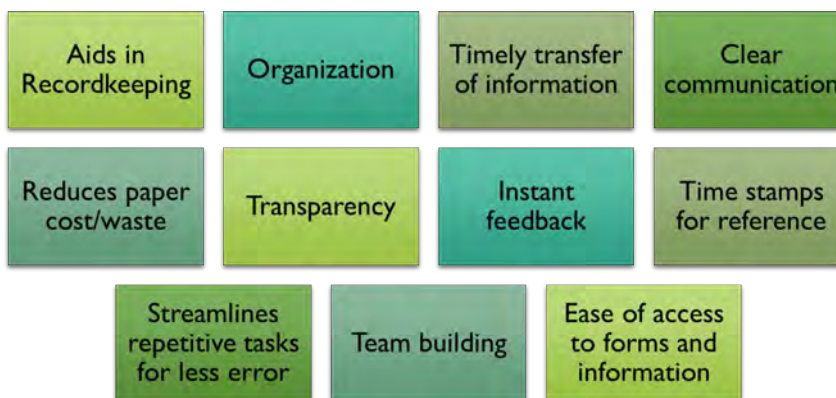 Aids in
Recordkeeping
Organization
Timely transfer
of information
Clear
communication
Reduces paper
cost/waste
Transparency
Instant
feedback
Time stamps
for reference
Streamlines
repetitive tasks
for less error
Team building
Ease of access
to forms and
information